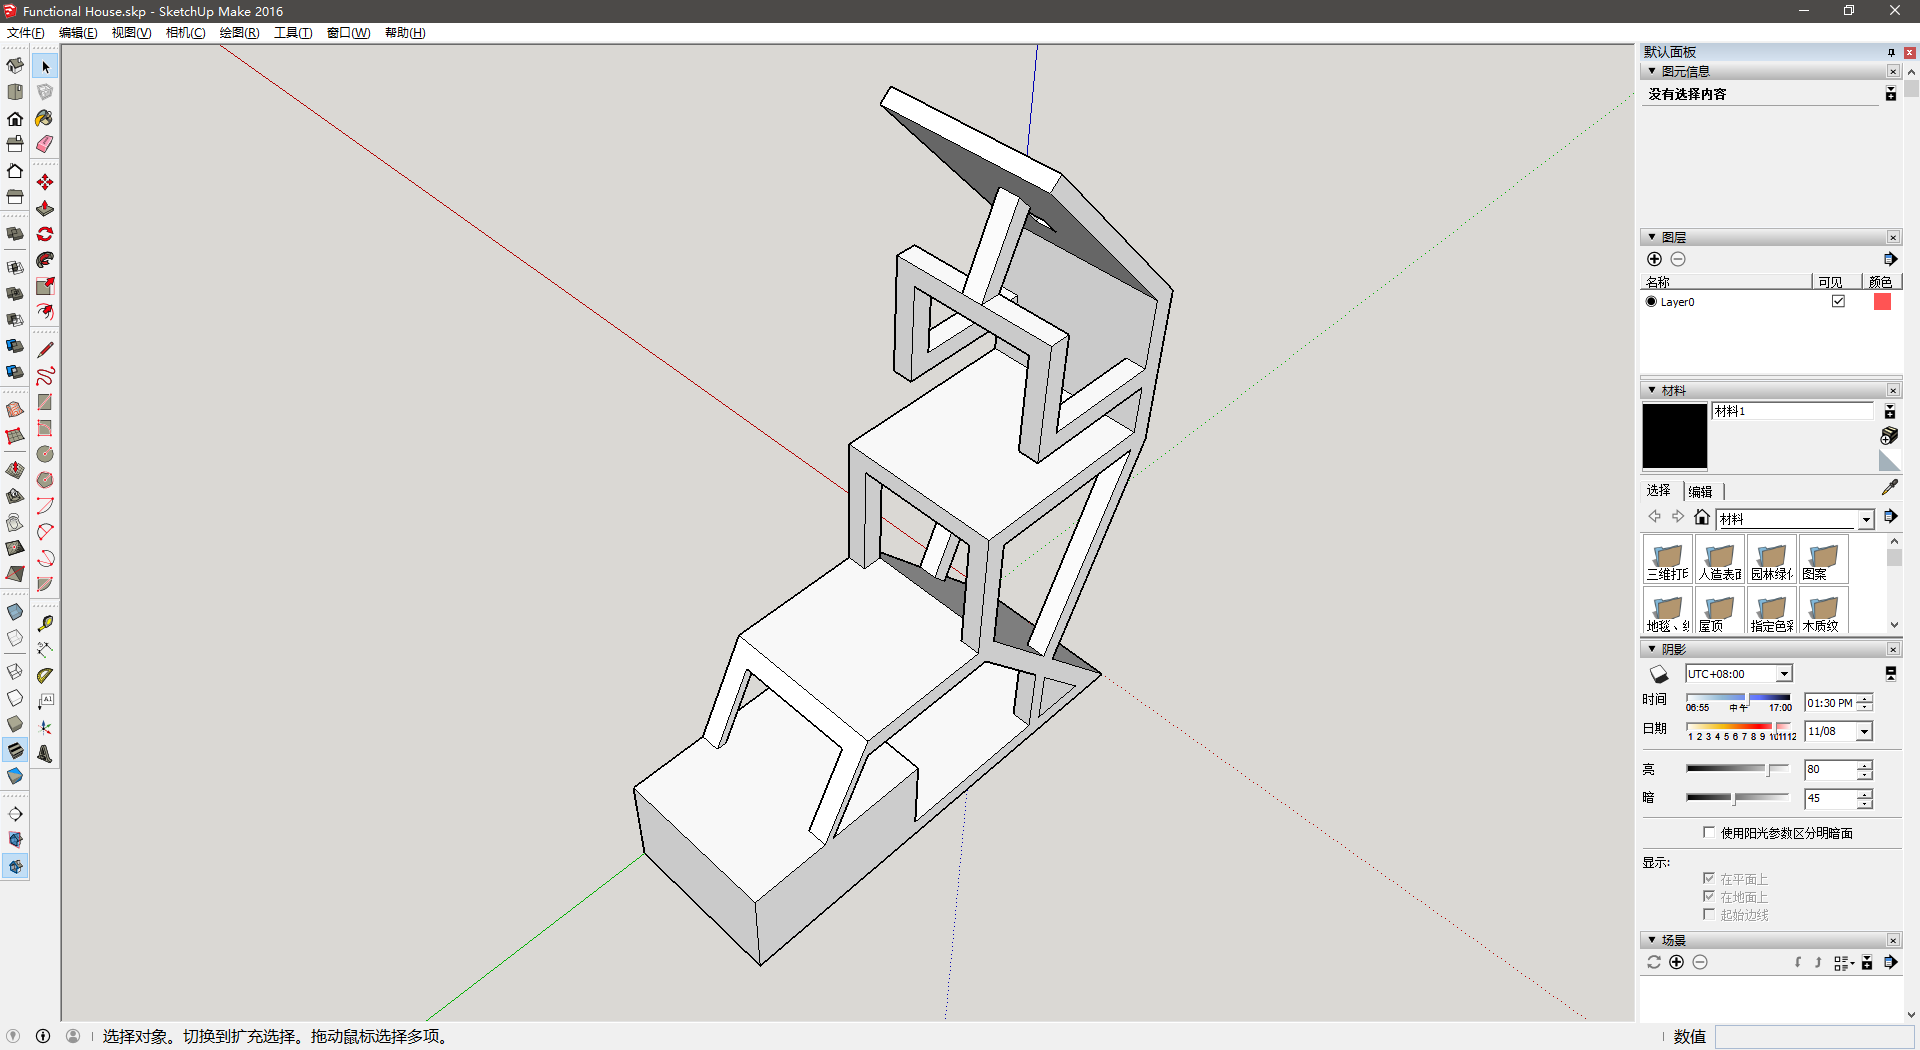 Functional House.skp - SketchUp Make 2016
文件(F) 编辑(E) 视图(V) 相机(C) 绘图(R) 工具(T) 窗口(W) 帮助(H)
默认面板
图元信息
没有选择内容
图层
名称 可见 颜色
Layer0
材料
材料1
选择 编辑
材料
三维打印 人造表面 园林绿化 图案
地毯、纟 屋顶 指定色彩 木质纹
阴影
UTC+08:00
时间 06:55 中午 17:00 01:30 PM
日期 1 2 3 4 5 6 7 8 9 10 11 12 11/08
亮 80
暗 45
使用阳光参数区分明暗面
显示:
在平面上
在地面上
起始边线
场景
选择对象。切换到扩充选择。拖动鼠标选择多项。
数值